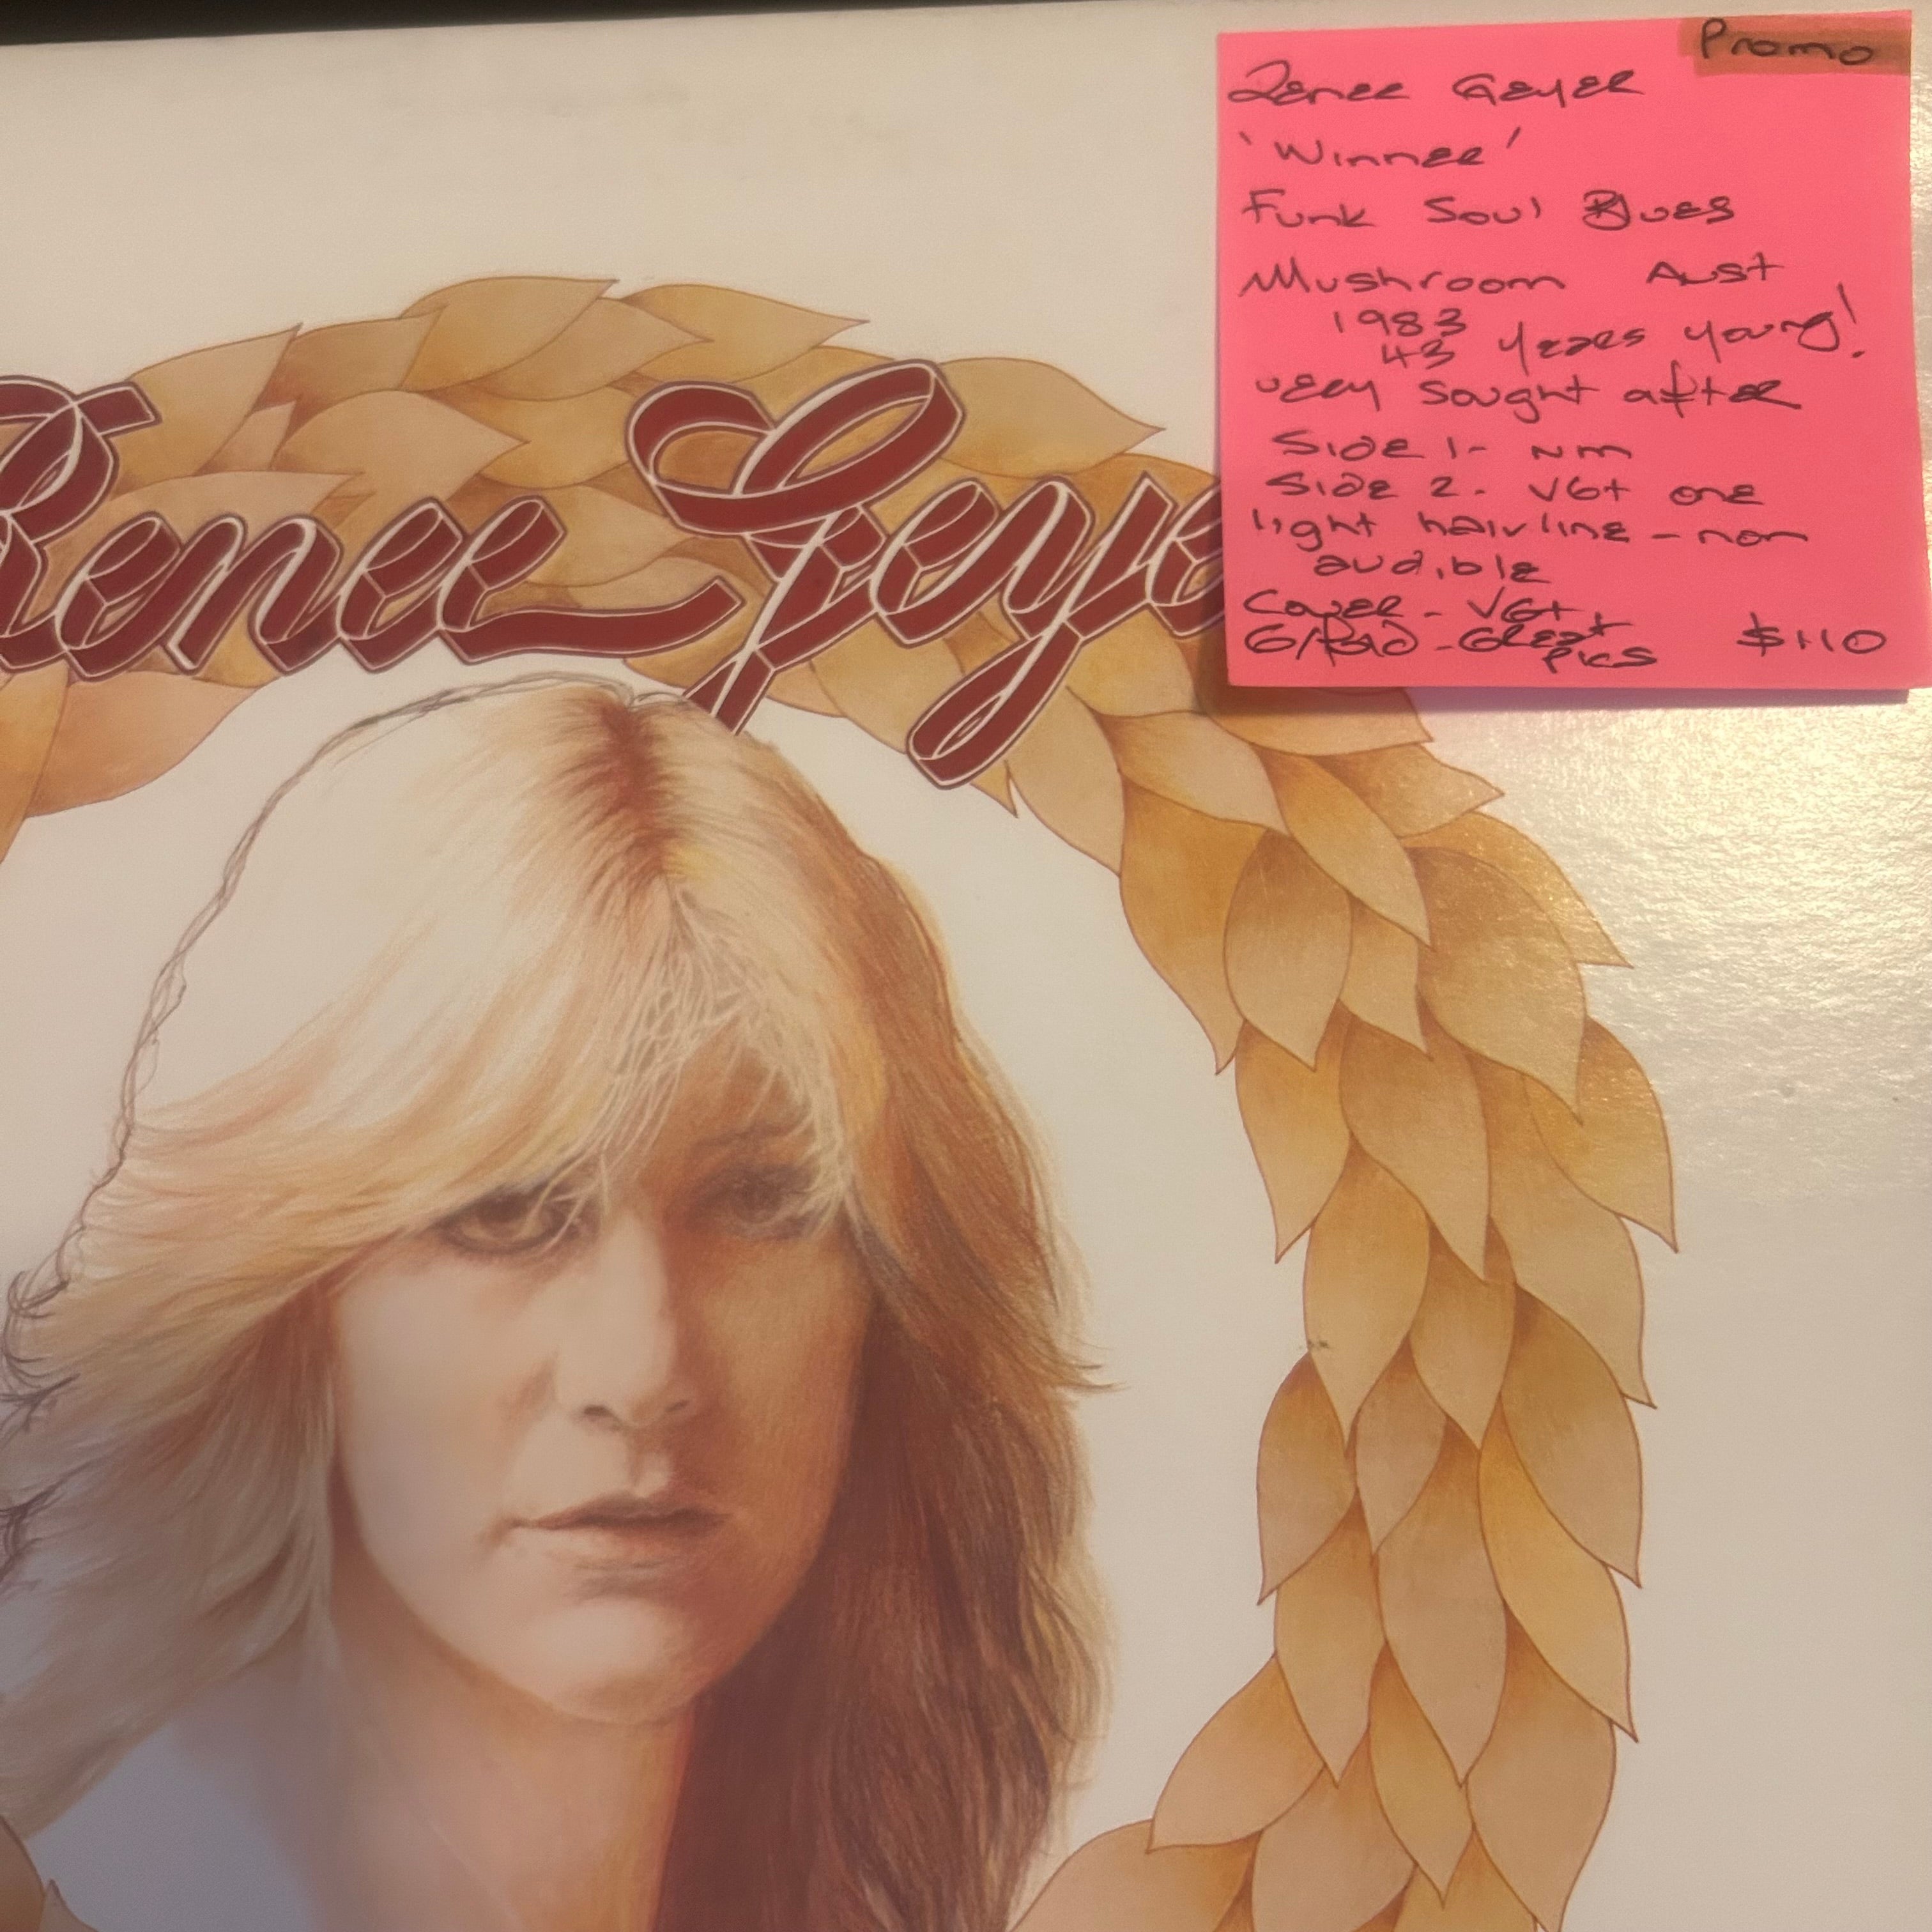 Promo
Renee Geyer
'Winner'
Funk Soul Blues
Mushroom Aust
1983
43 years young!
very sought after
Side 1- NM
Side 2- VG+ one
light hairline - non
audible
Cover - VG+
G/Fold - Great
pics
$110
Renee Geye